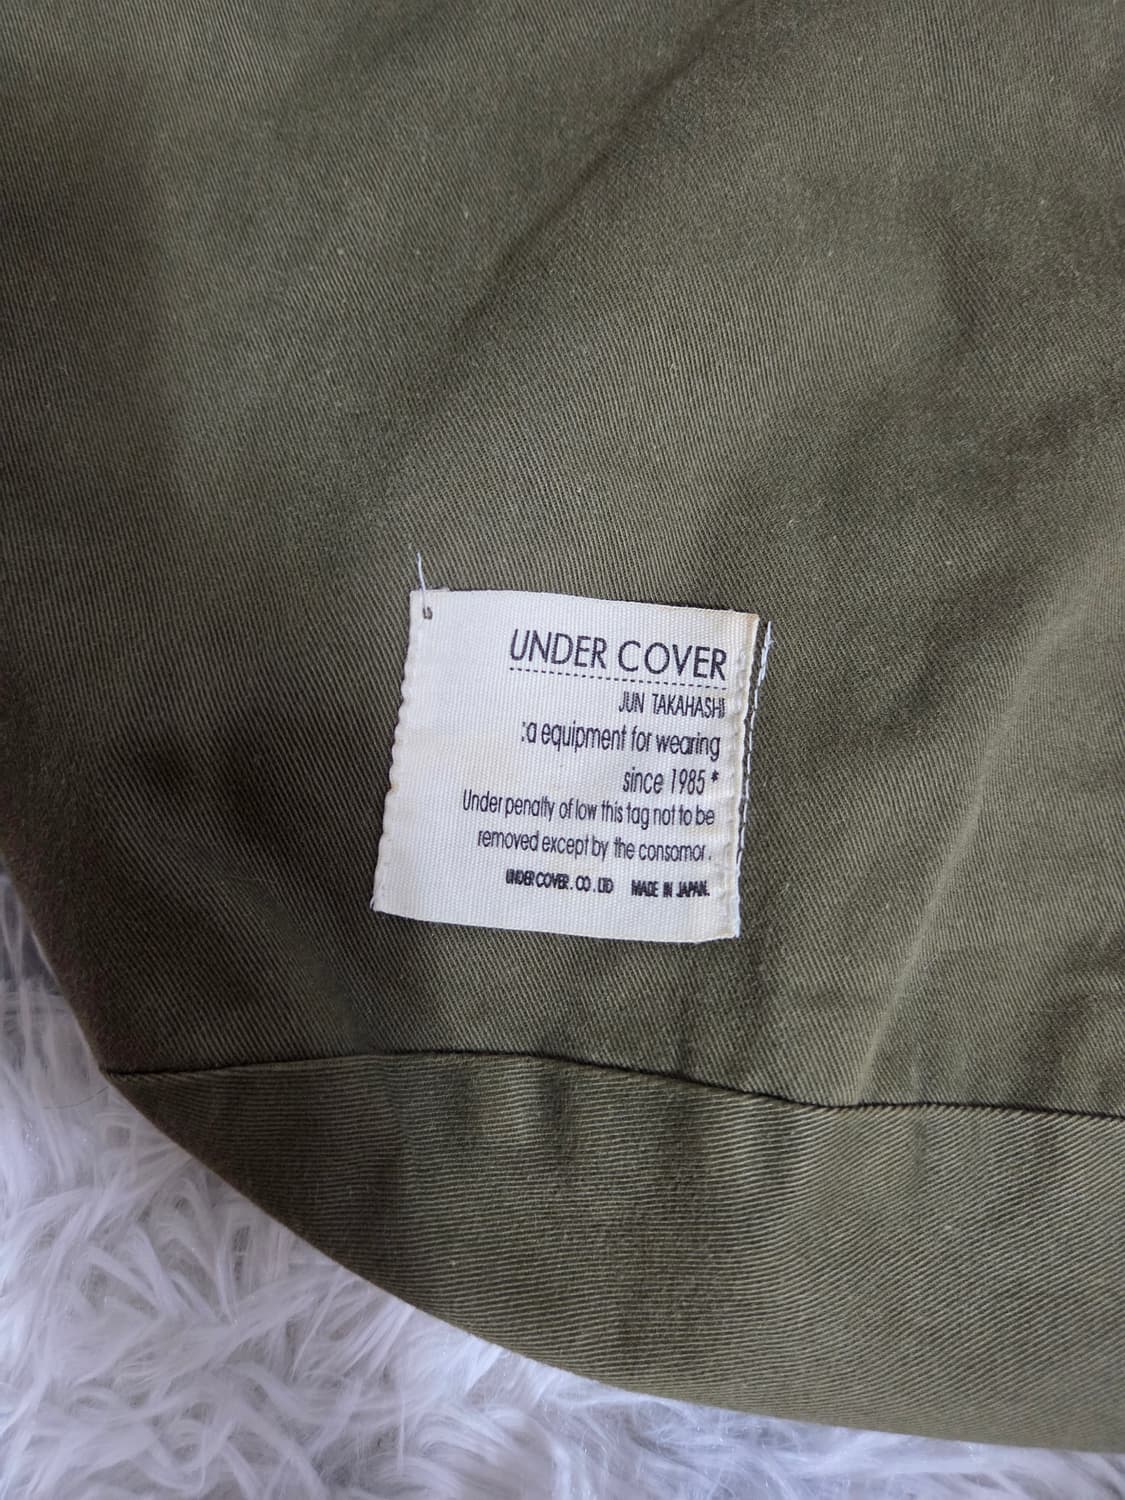 UNDER COVER
JUN TAKAHASHI
:a equipment for wearing
since 1985*
Under penalty of low this tag not to be
removed except by the consomor.
UNDER COVER. CO. LTD MADE IN JAPAN.